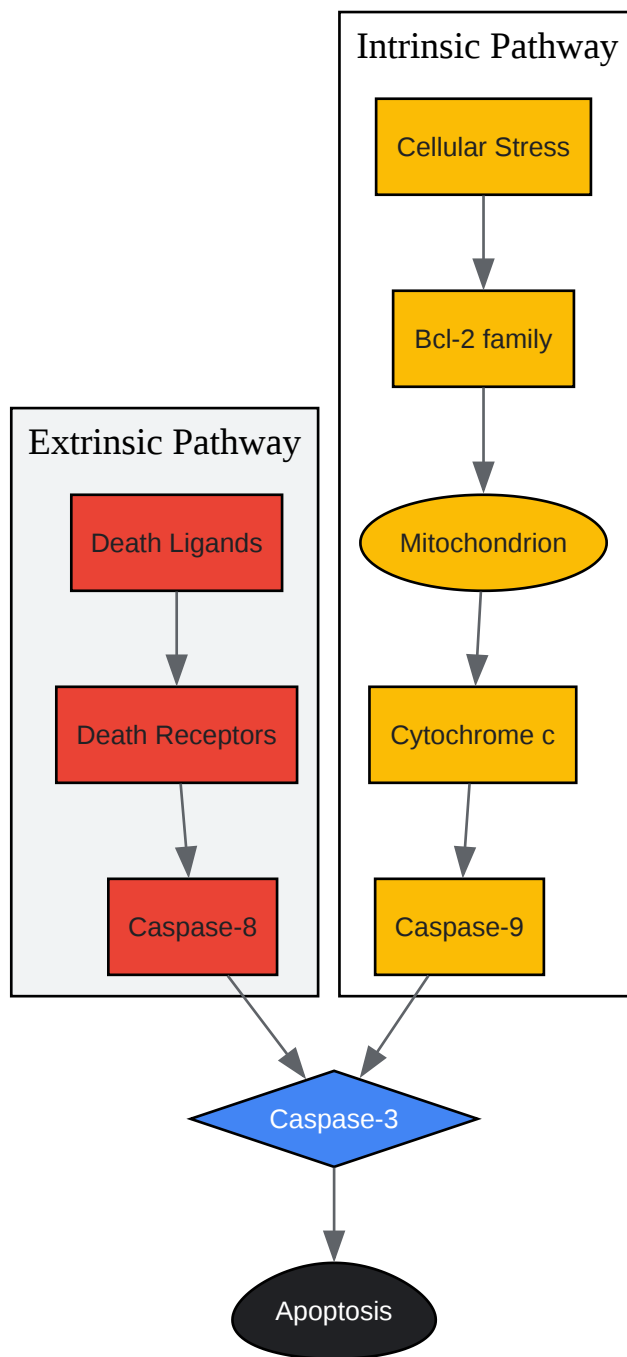 Intrinsic Pathway
Cellular Stress
Bcl-2 family
Mitochondrion
Cytochrome c
Caspase-9
Extrinsic Pathway
Death Ligands
Death Receptors
Caspase-8
Caspase-3
Apoptosis